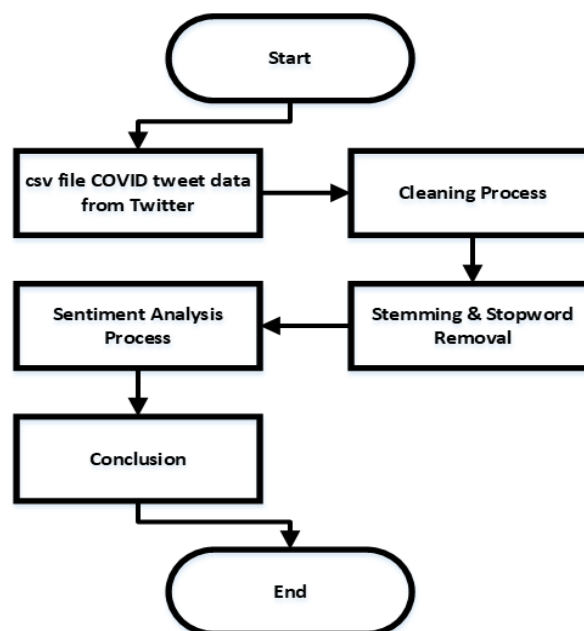 Start
csv file COVID tweet data
from Twitter
Cleaning Process
Stemming & Stopword
Removal
Sentiment Analysis
Process
Conclusion
End